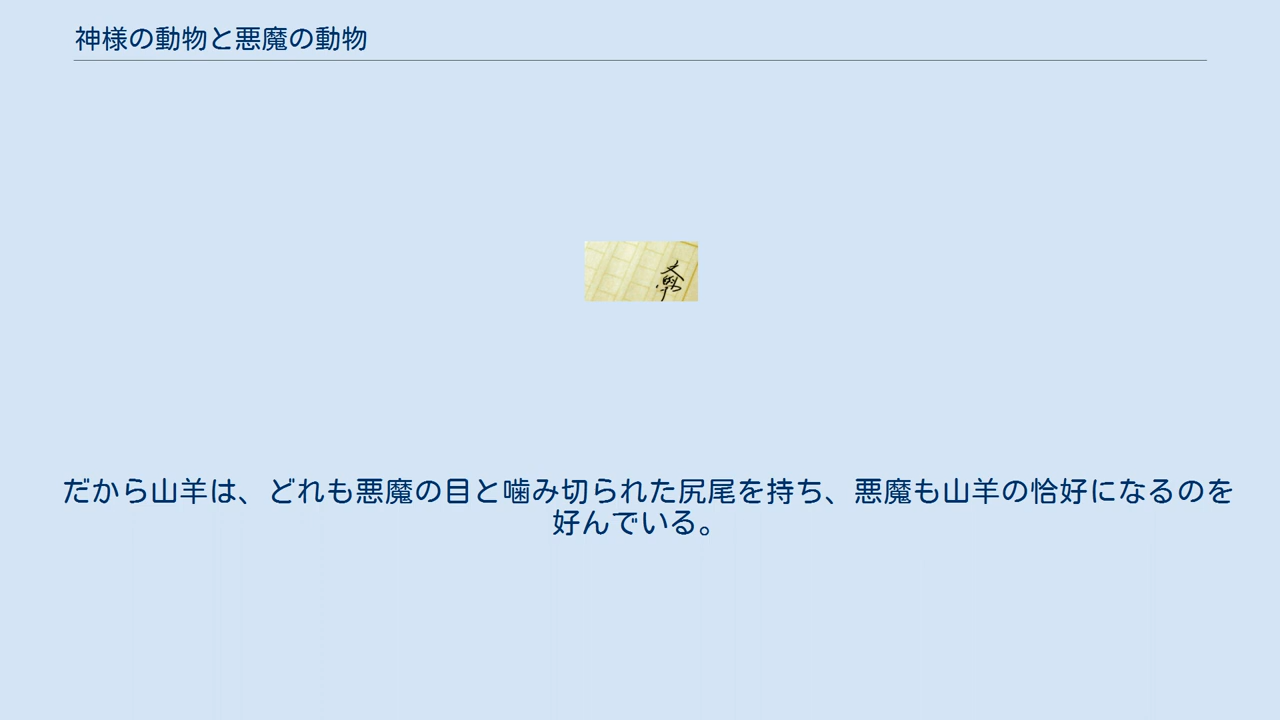 神様の動物と悪魔の動物
だから山羊は、どれも悪魔の目と噛み切られた尻尾を持ち、悪魔も山羊の恰好になるのを
好んでいる。